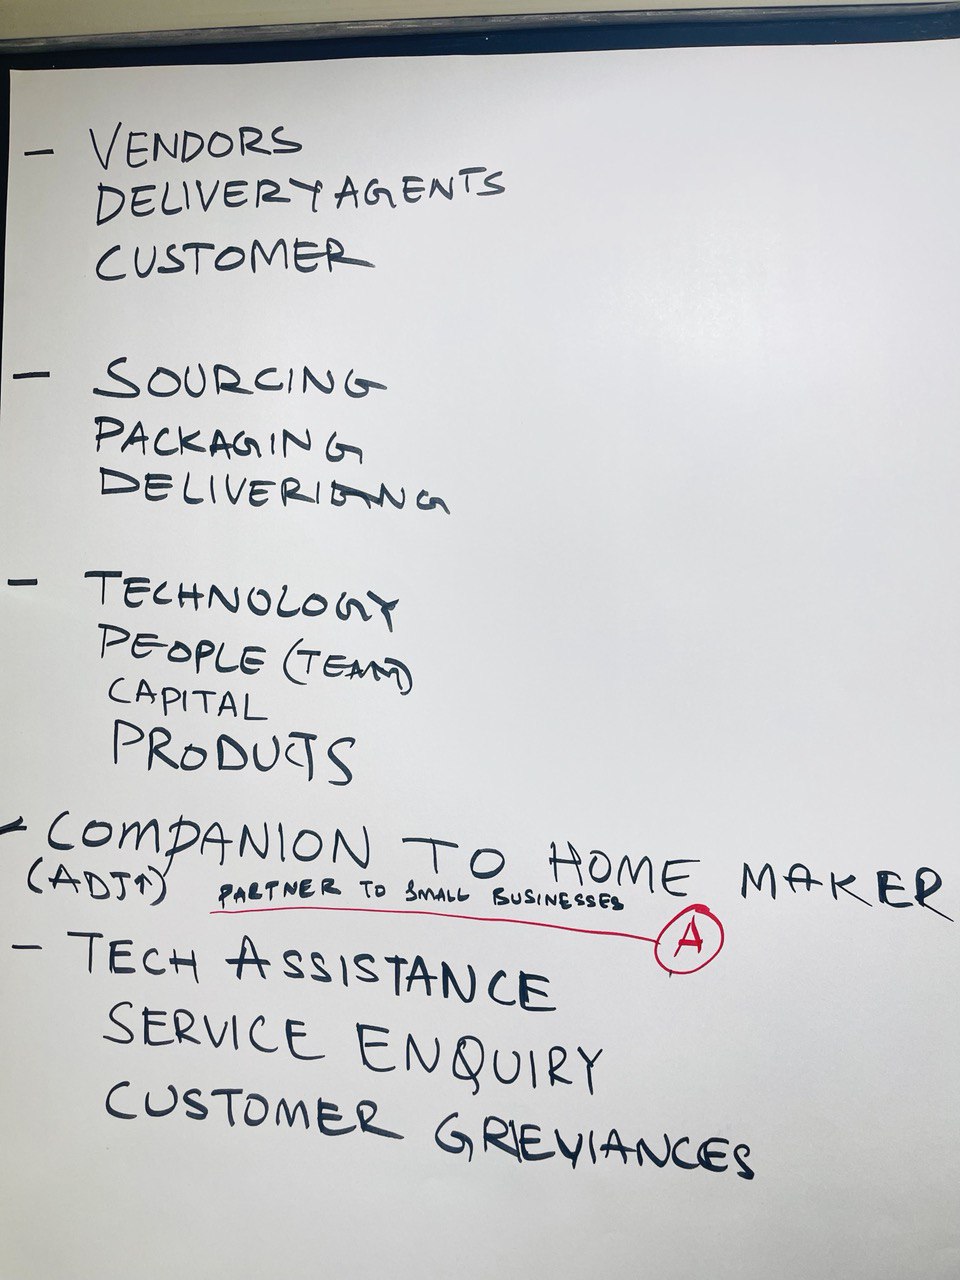 - VENDORS
DELIVERY AGENTS
CUSTOMER
- SOURCING
PACKAGING
DELIVERING
- TECHNOLOGY
PEOPLE (TEAM)
CAPITAL
PRODUCTS
- COMPANION TO HOME MAKER
(ADJ↑) PARTNER TO SMALL BUSINESSES
A
- TECH ASSISTANCE
SERVICE ENQUIRY
CUSTOMER GRIEVIANCES